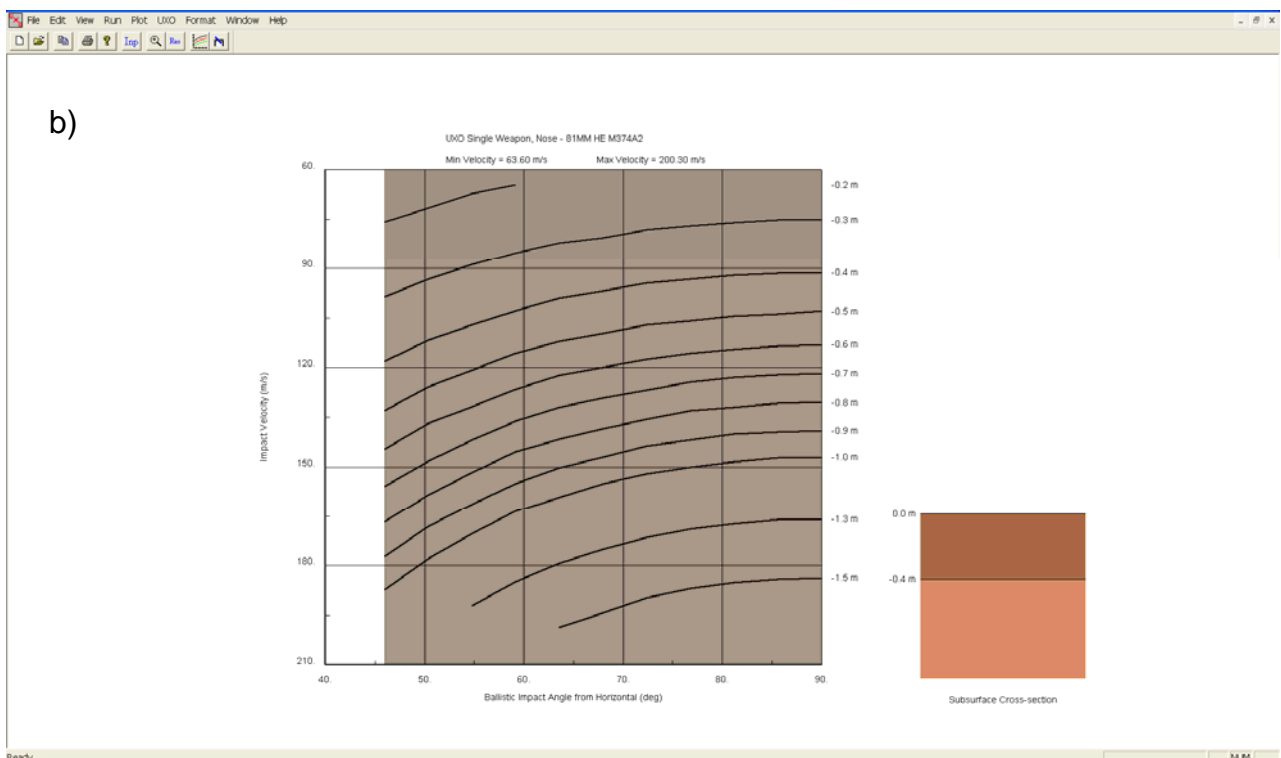 File Edit View Run Plot UXO Format Window Help
Inp Res
b)
UXO Single Weapon, Nose - 81MM HE M374A2
Min Velocity = 63.60 m/s Max Velocity = 200.30 m/s
60.
-0.2 m
-0.3 m
90.
-0.4 m
-0.5 m
-0.6 m
120.
-0.7 m
-0.8 m
Impact Velocity (m/s)
-0.9 m
-1.0 m
150.
0.0 m
-1.3 m
180.
-0.4 m
-1.5 m
210.
40. 50. 60. 70. 80. 90.
Ballistic Impact Angle from Horizontal (deg)
Subsurface Cross-section
Ready
NUM